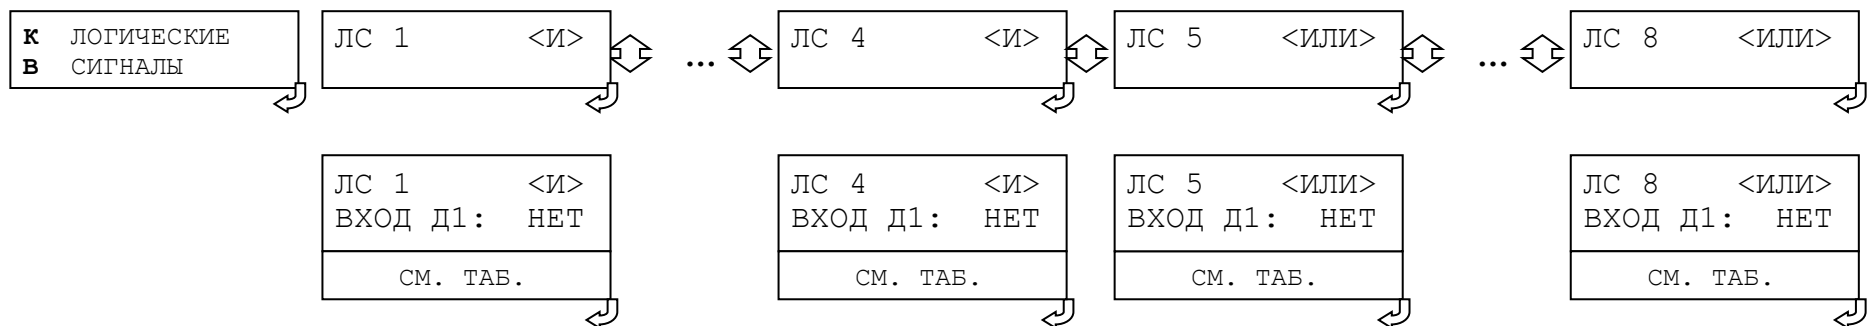 К ЛОГИЧЕСКИЕ
В СИГНАЛЫ
ЛС 1 <И>
...
ЛС 4 <И>
ЛС 5 <ИЛИ>
...
ЛС 8 <ИЛИ>
ЛС 1 <И>
ВХОД Д1: НЕТ
СМ. ТАБ.
ЛС 4 <И>
ВХОД Д1: НЕТ
СМ. ТАБ.
ЛС 5 <ИЛИ>
ВХОД Д1: НЕТ
СМ. ТАБ.
ЛС 8 <ИЛИ>
ВХОД Д1: НЕТ
СМ. ТАБ.